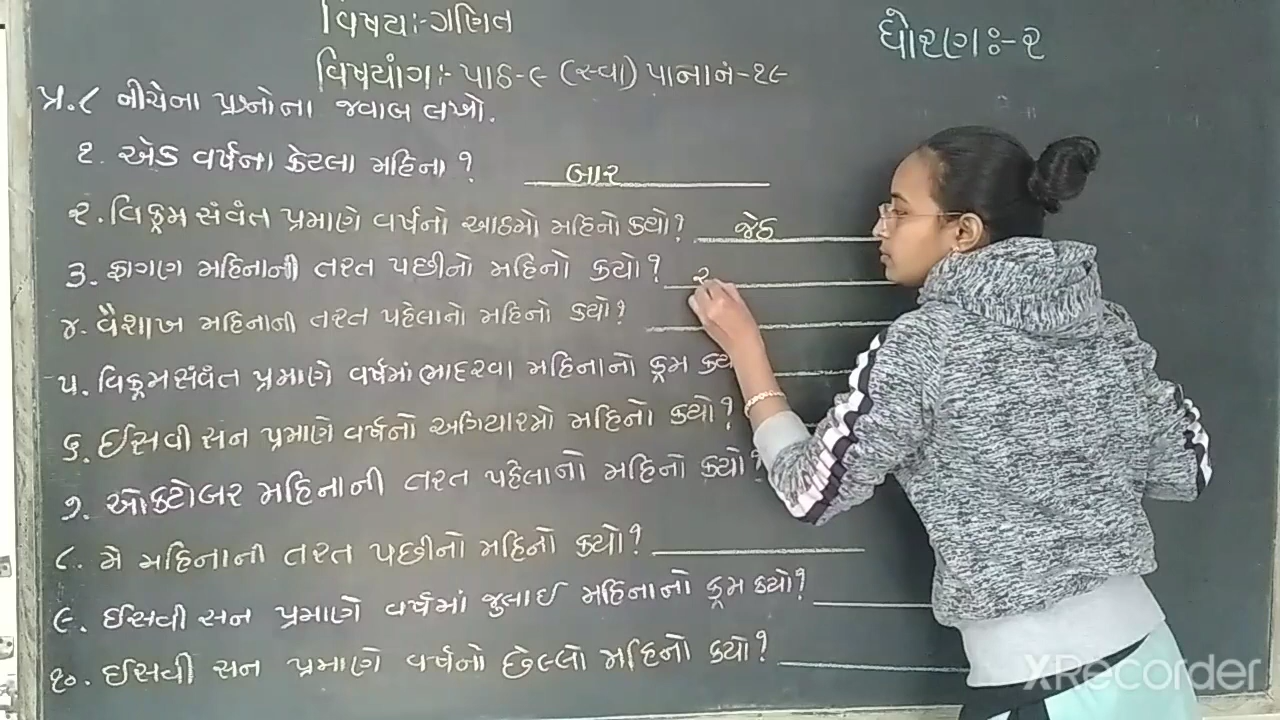 વિષય:-ગણિત
ધોરણ:-૨
વિષયાંગ:- પાઠ-૯ (સ્વા) પાનાનં-૧૯
પ્ર.૮ નીચેના પ્રશ્નોના જવાબ લખો.
૧. એક વર્ષના કેટલા મહિના? બાર
૨. વિક્રમ સંવંત પ્રમાણે વર્ષનો આઠમો મહિનો કયો? જેઠ
૩. ફાગણ મહિનાની તરત પછીનો મહિનો કયો?
૪. વૈશાખ મહિનાની તરત પહેલાનો મહિનો કયો?
૫. વિક્રમસંવંત પ્રમાણે વર્ષમાં ભાદરવા મહિનાનો ક્રમ
૬. ઈસવી સન પ્રમાણે વર્ષનો અગિયારમો મહિનો કયો?
૭. ઓક્ટોબર મહિનાની તરત પહેલાનો મહિનો કયો?
૮. મે મહિનાની તરત પછીનો મહિનો કયો?
૯. ઈસવી સન પ્રમાણે વર્ષમાં જુલાઈ મહિનાનો ક્રમ કયો?
૧૦. ઈસવી સન પ્રમાણે વર્ષનો છેલ્લો મહિનો કયો?
XRecorder